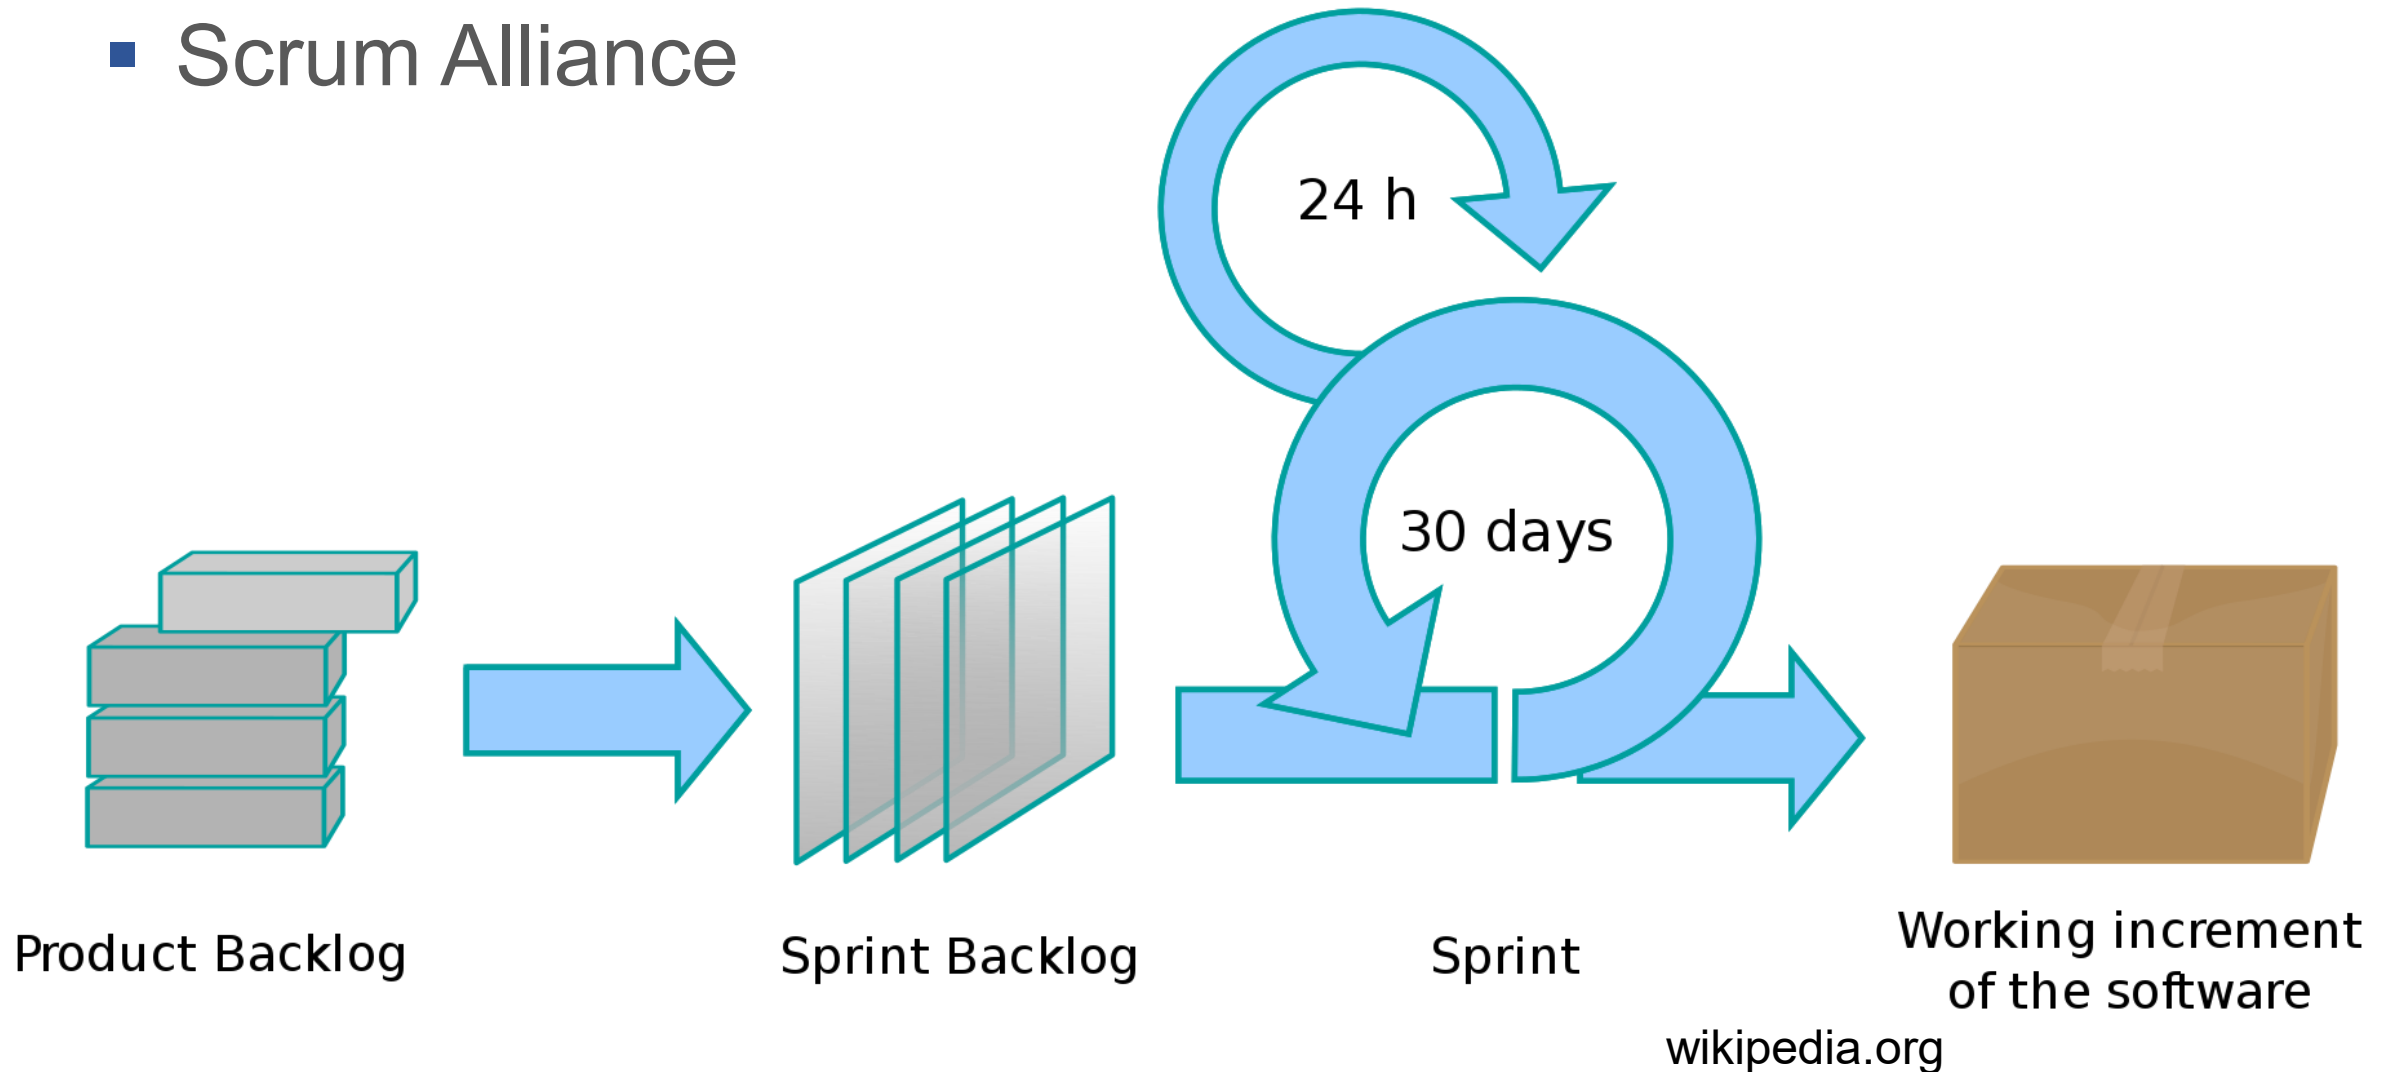 Scrum Alliance
24 h
30 days
Product Backlog
Sprint Backlog
Sprint
Working increment
of the software
wikipedia.org